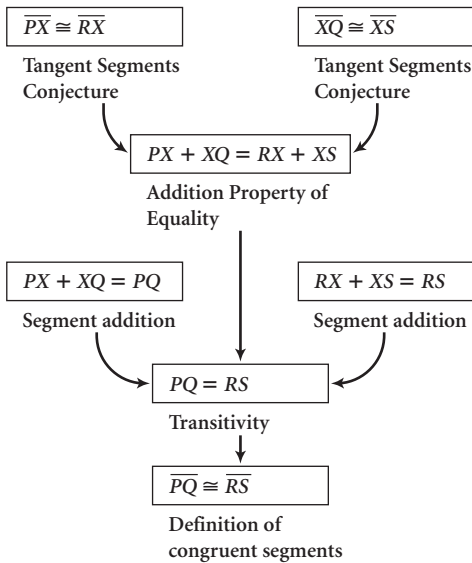 PX ≅ RX
XQ ≅ XS
Tangent Segments
Conjecture
Tangent Segments
Conjecture
PX + XQ = RX + XS
Addition Property of
Equality
PX + XQ = PQ
RX + XS = RS
Segment addition
Segment addition
PQ = RS
Transitivity
PQ ≅ RS
Definition of
congruent segments